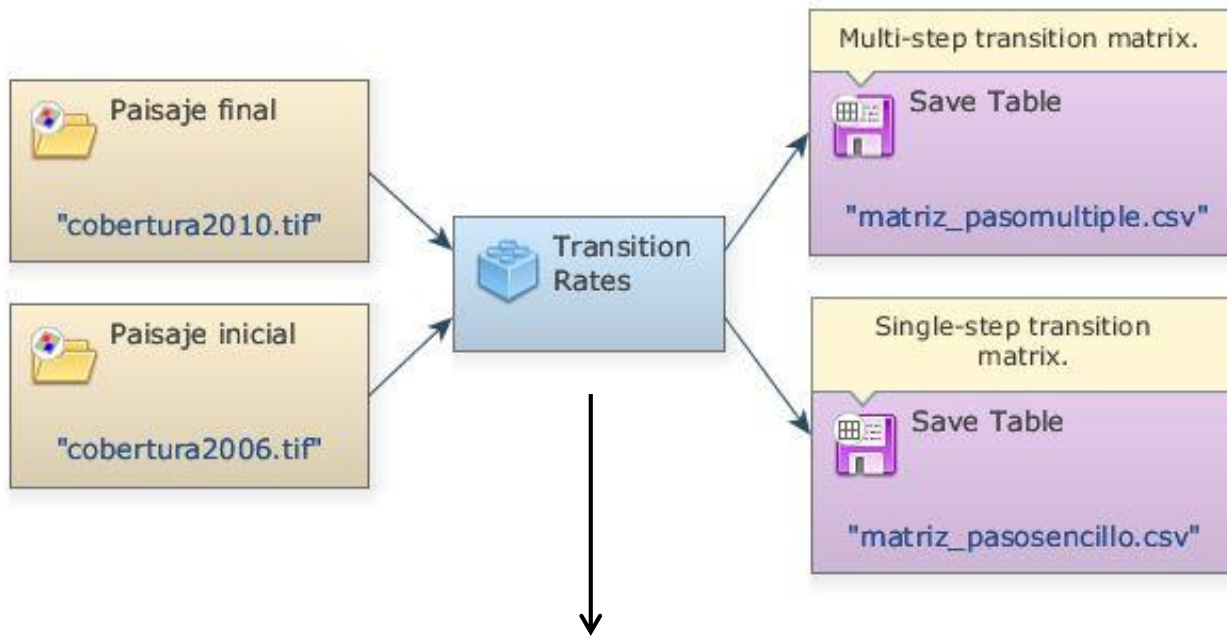 Paisaje final
"cobertura2010.tif"
Paisaje inicial
"cobertura2006.tif"
Transition
Rates
Multi-step transition matrix.
Save Table
"matriz_pasomultiple.csv"
Single-step transition
matrix.
Save Table
"matriz_pasosencillo.csv"